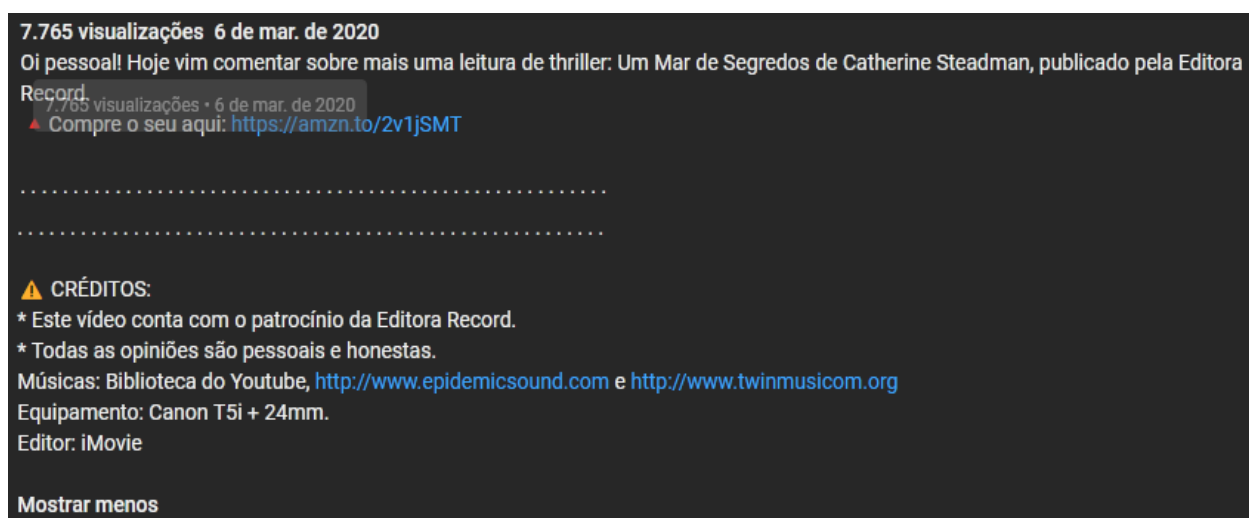 7.765 visualizações 6 de mar. de 2020
Oi pessoal! Hoje vim comentar sobre mais uma leitura de thriller: Um Mar de Segredos de Catherine Steadman, publicado pela Editora
Record.
7.765 visualizações • 6 de mar. de 2020
🔺 Compre o seu aqui: https://amzn.to/2v1jSMT
. . . . . . . . . . . . . . . . . . . . . . . . . . . . . . . . . . . . . . . . . . . . . . . . . . . . . . . .
. . . . . . . . . . . . . . . . . . . . . . . . . . . . . . . . . . . . . . . . . . . . . . . . . . . . . . . .
⚠ CRÉDITOS:
* Este vídeo conta com o patrocínio da Editora Record.
* Todas as opiniões são pessoais e honestas.
Músicas: Biblioteca do Youtube, http://www.epidemicsound.com e http://www.twinmusicom.org
Equipamento: Canon T5i + 24mm.
Editor: iMovie
Mostrar menos